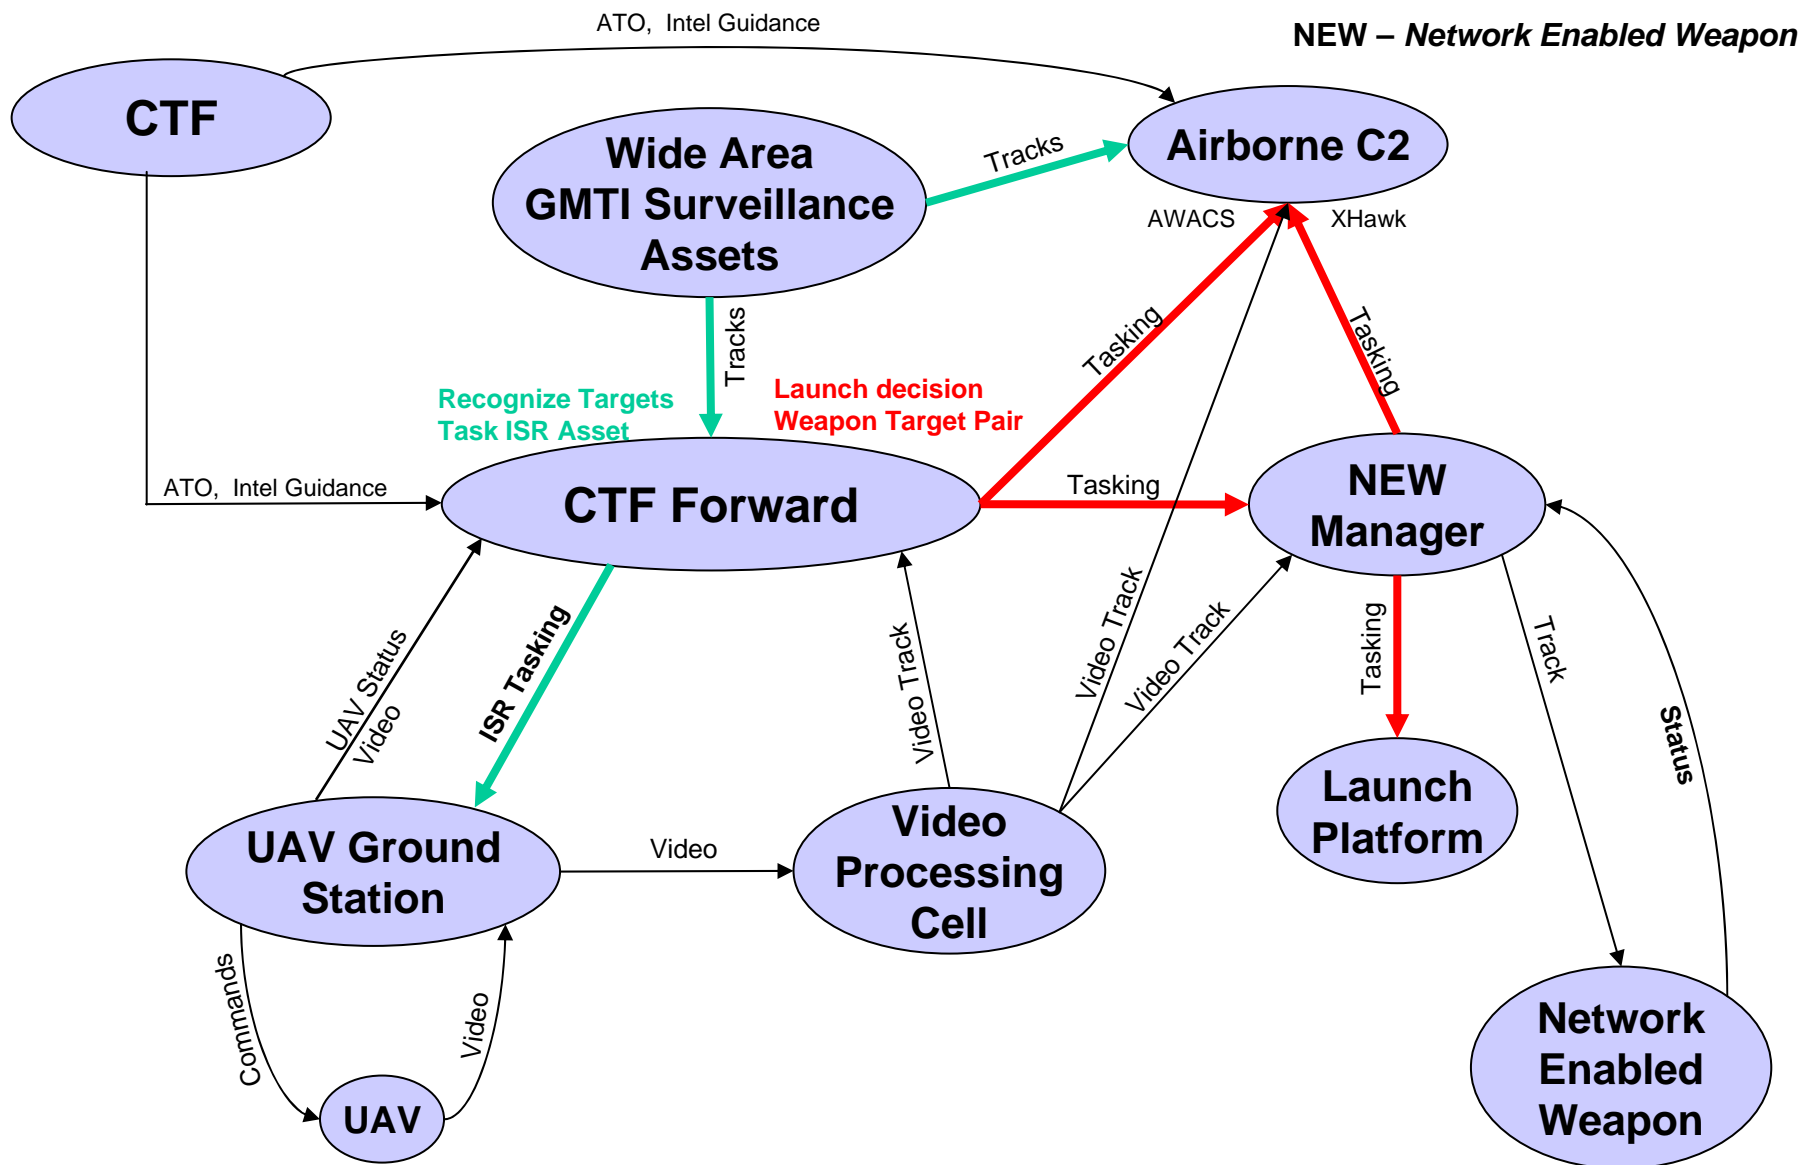 ATO,  Intel Guidance
NEW – Network Enabled Weapon
CTF
Wide Area
GMTI Surveillance
Assets
Tracks
Airborne C2
AWACS
XHawk
Tracks
Tasking
Tasking
Recognize Targets
Task ISR Asset
Launch decision
Weapon Target Pair
ATO,  Intel Guidance
CTF Forward
Tasking
NEW
Manager
UAV Status
Video
ISR Tasking
Video Track
Video Track
Video Track
Tasking
Track
Status
Launch
Platform
UAV Ground
Station
Video
Video
Processing
Cell
Commands
Video
UAV
Network
Enabled
Weapon